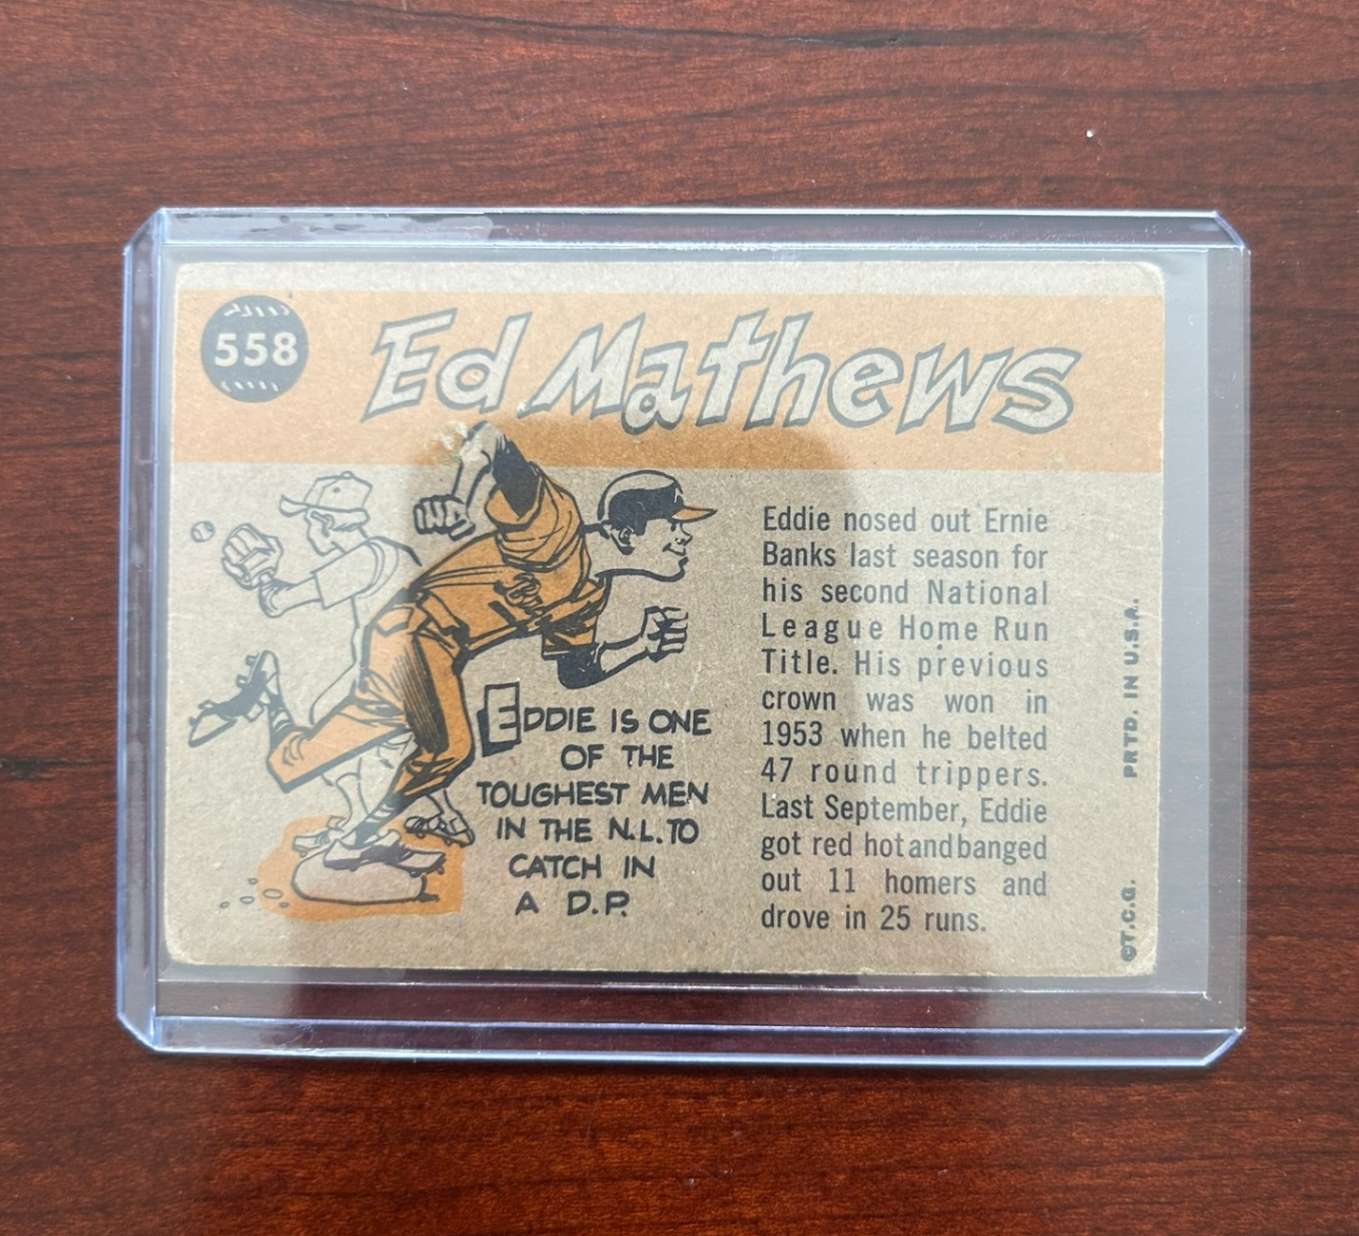 558
Ed Mathews
EDDIE IS ONE
OF THE
TOUGHEST MEN
IN THE N.L. TO
CATCH IN
A D.P.
Eddie nosed out Ernie
Banks last season for
his second National
League Home Run
Title. His previous
crown was won in
1953 when he belted
47 round trippers.
Last September, Eddie
got red hot and banged
out 11 homers and
drove in 25 runs.
©T.C.G. PRTD. IN U.S.A.